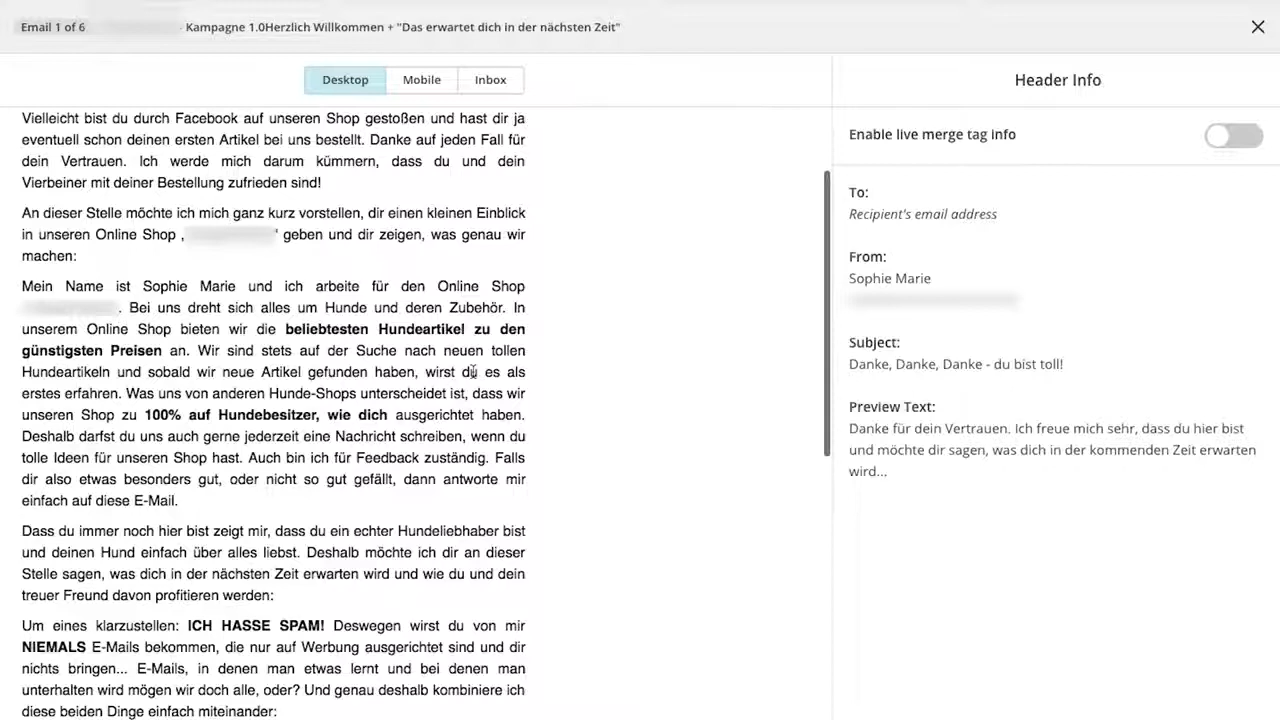 Email 1 of 6 - Kampagne 1.0Herzlich Willkommen + "Das erwartet dich in der nächsten Zeit"
Desktop
Mobile
Inbox
Vielleicht bist du durch Facebook auf unseren Shop gestoßen und hast dir ja
eventuell schon deinen ersten Artikel bei uns bestellt. Danke auf jeden Fall für
dein Vertrauen. Ich werde mich darum kümmern, dass du und dein
Vierbeiner mit deiner Bestellung zufrieden sind!
An dieser Stelle möchte ich mich ganz kurz vorstellen, dir einen kleinen Einblick
in unseren Online Shop ‚ ' geben und dir zeigen, was genau wir
machen:
Mein Name ist Sophie Marie und ich arbeite für den Online Shop
. Bei uns dreht sich alles um Hunde und deren Zubehör. In
unserem Online Shop bieten wir die beliebtesten Hundeartikel zu den
günstigsten Preisen an. Wir sind stets auf der Suche nach neuen tollen
Hundeartikeln und sobald wir neue Artikel gefunden haben, wirst du es als
erstes erfahren. Was uns von anderen Hunde-Shops unterscheidet ist, dass wir
unseren Shop zu 100% auf Hundebesitzer, wie dich ausgerichtet haben.
Deshalb darfst du uns auch gerne jederzeit eine Nachricht schreiben, wenn du
tolle Ideen für unseren Shop hast. Auch bin ich für Feedback zuständig. Falls
dir also etwas besonders gut, oder nicht so gut gefällt, dann antworte mir
einfach auf diese E-Mail.
Dass du immer noch hier bist zeigt mir, dass du ein echter Hundeliebhaber bist
und deinen Hund einfach über alles liebst. Deshalb möchte ich dir an dieser
Stelle sagen, was dich in der nächsten Zeit erwarten wird und wie du und dein
treuer Freund davon profitieren werden:
Um eines klarzustellen: ICH HASSE SPAM! Deswegen wirst du von mir
NIEMALS E-Mails bekommen, die nur auf Werbung ausgerichtet sind und dir
nichts bringen... E-Mails, in denen man etwas lernt und bei denen man
unterhalten wird mögen wir doch alle, oder? Und genau deshalb kombiniere ich
diese beiden Dinge einfach miteinander:
Header Info
Enable live merge tag info
To:
Recipient's email address
From:
Sophie Marie
Subject:
Danke, Danke, Danke - du bist toll!
Preview Text:
Danke für dein Vertrauen. Ich freue mich sehr, dass du hier bist
und möchte dir sagen, was dich in der kommenden Zeit erwarten
wird...